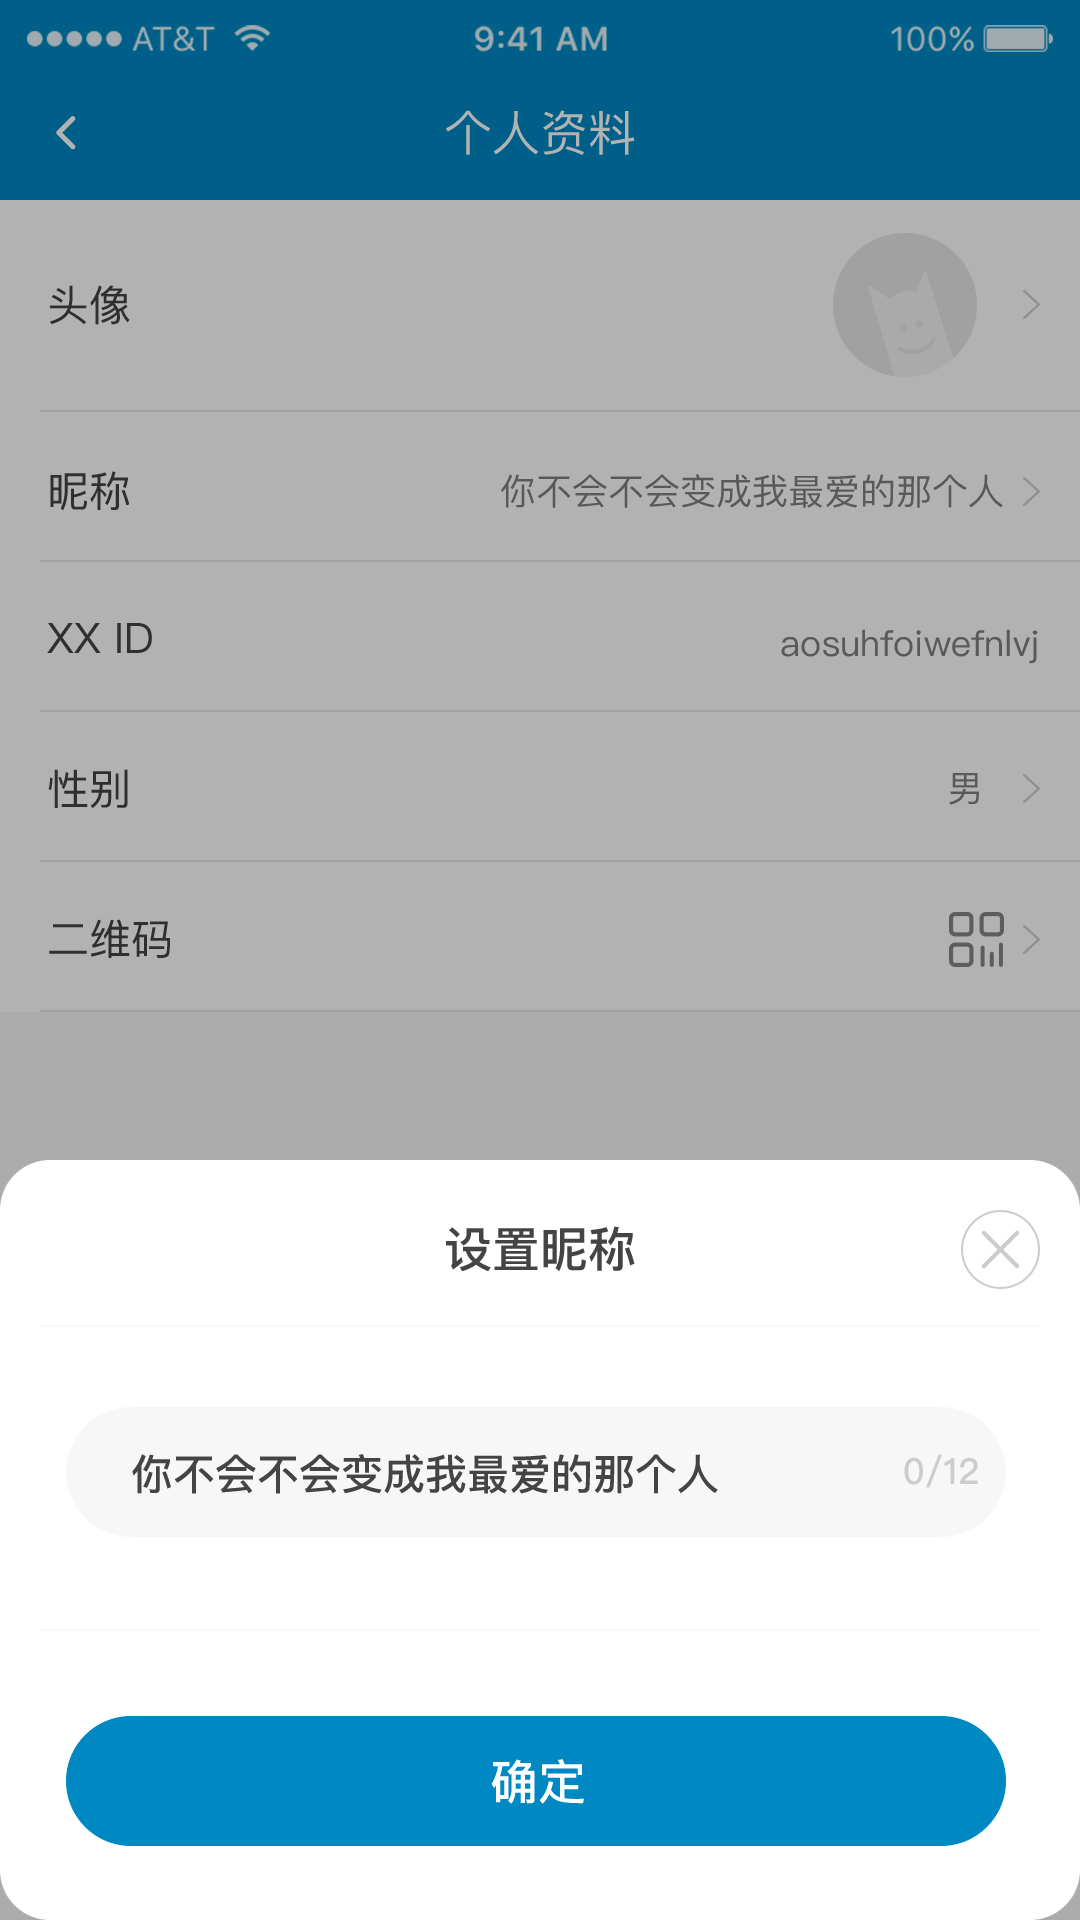 AT&T 9:41 AM 100%
个人资料
头像
昵称 你不会不会变成我最爱的那个人
XX ID aosuhfoiwefnlvj
性别 男
二维码
设置昵称
你不会不会变成我最爱的那个人 0/12
确定